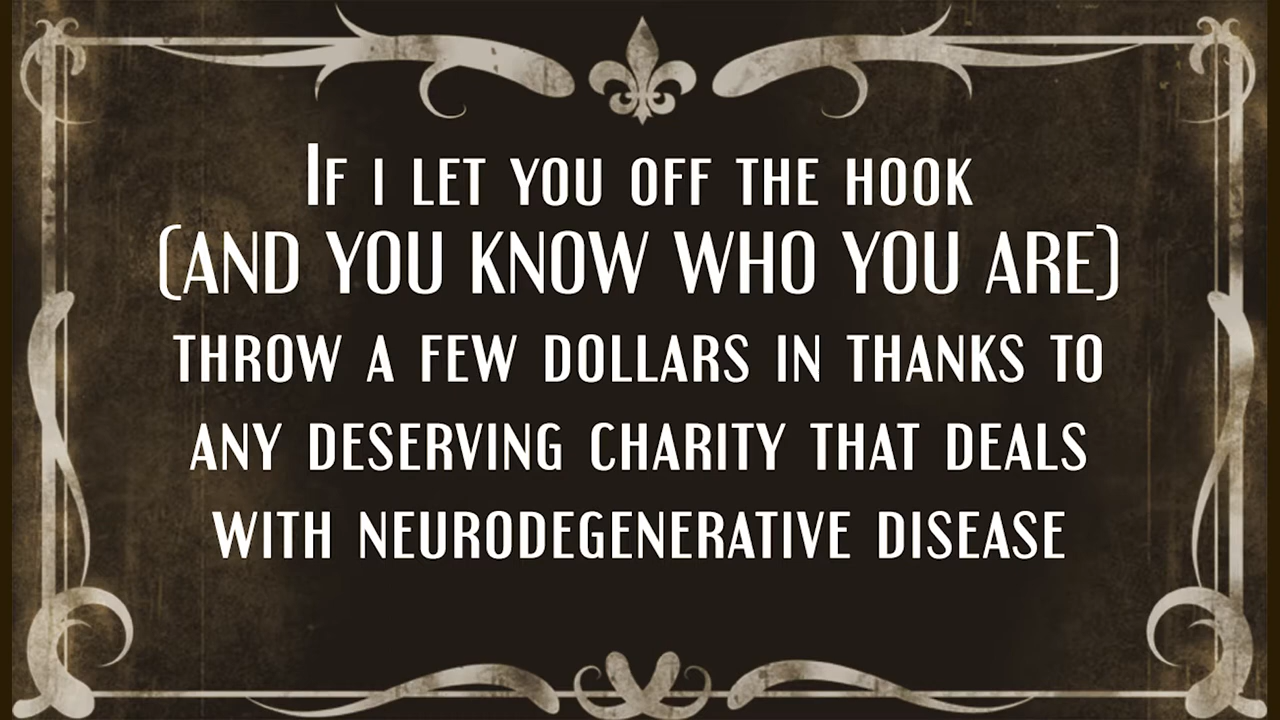 If i let you off the hook
(AND YOU KNOW WHO YOU ARE)
throw a few dollars in thanks to
any deserving charity that deals
with neurodegenerative disease